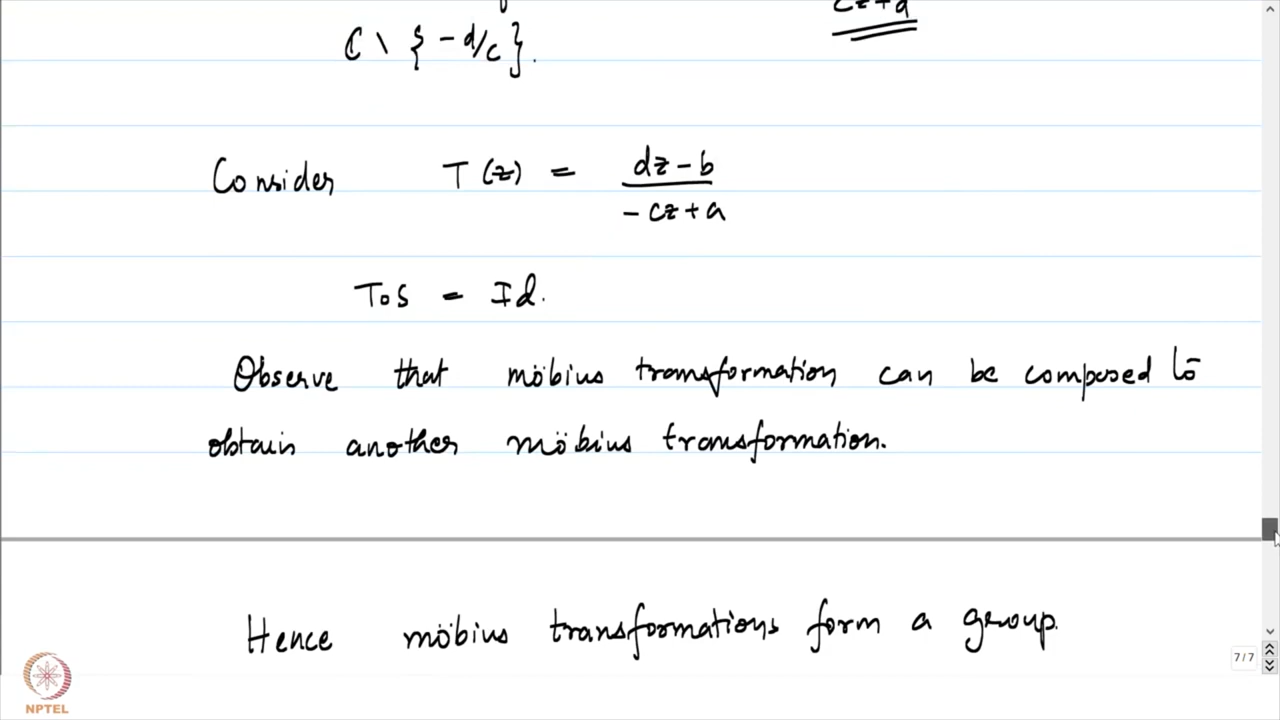 cz+d
ℂ \ { - d/c }.
Consider T(z) = dz - b
- cz + a
T∘S = Id.
Observe that möbius transformation can be composed to
obtain another möbius transformation.
Hence möbius transformations form a group.
7/7
NPTEL